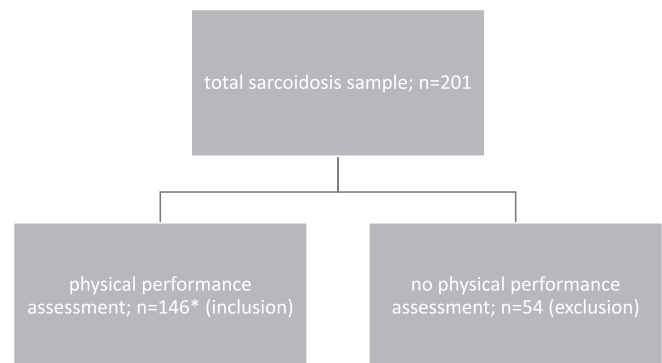 total sarcoidosis sample; n=201
physical performance
assessment; n=146* (inclusion)
no physical performance
assessment; n=54 (exclusion)